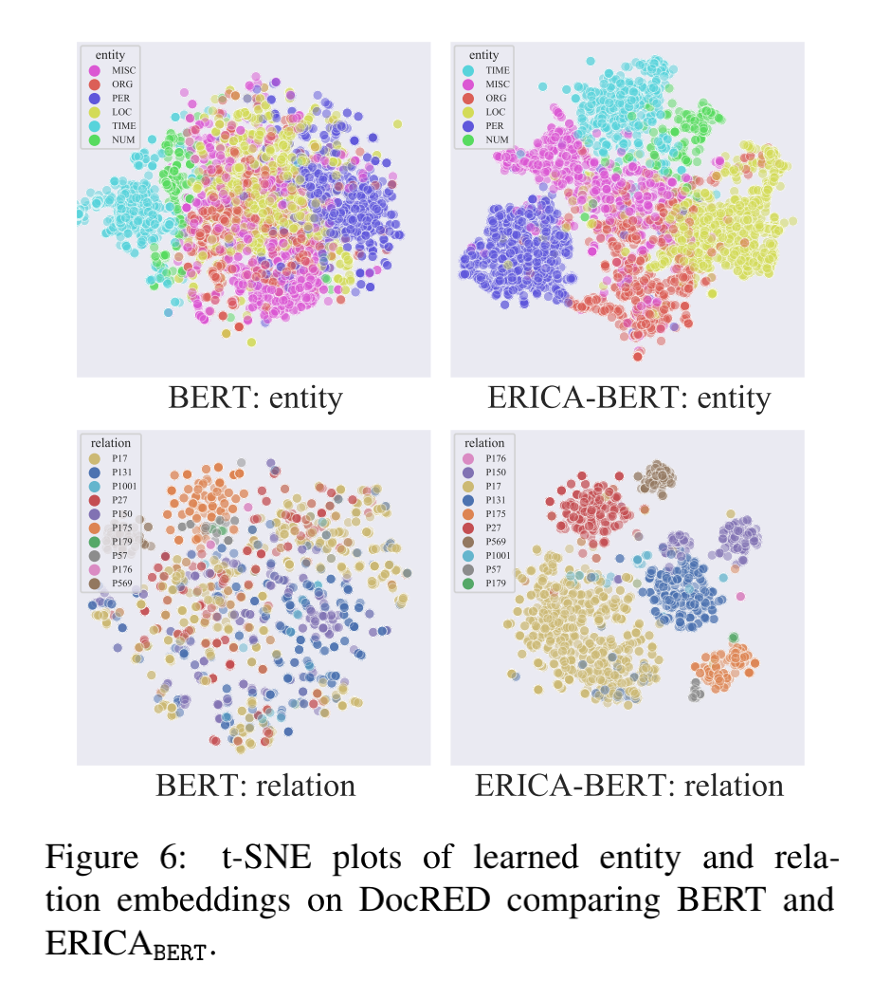 entity
MISC
ORG
PER
LOC
TIME
NUM
BERT: entity
entity
TIME
MISC
ORG
LOC
PER
NUM
ERICA-BERT: entity
relation
P17
P131
P1001
P27
P150
P175
P179
P57
P176
P569
BERT: relation
relation
P176
P150
P17
P131
P175
P27
P569
P1001
P57
P179
ERICA-BERT: relation
Figure 6: t-SNE plots of learned entity and rela-
tion embeddings on DocRED comparing BERT and
ERICABERT.